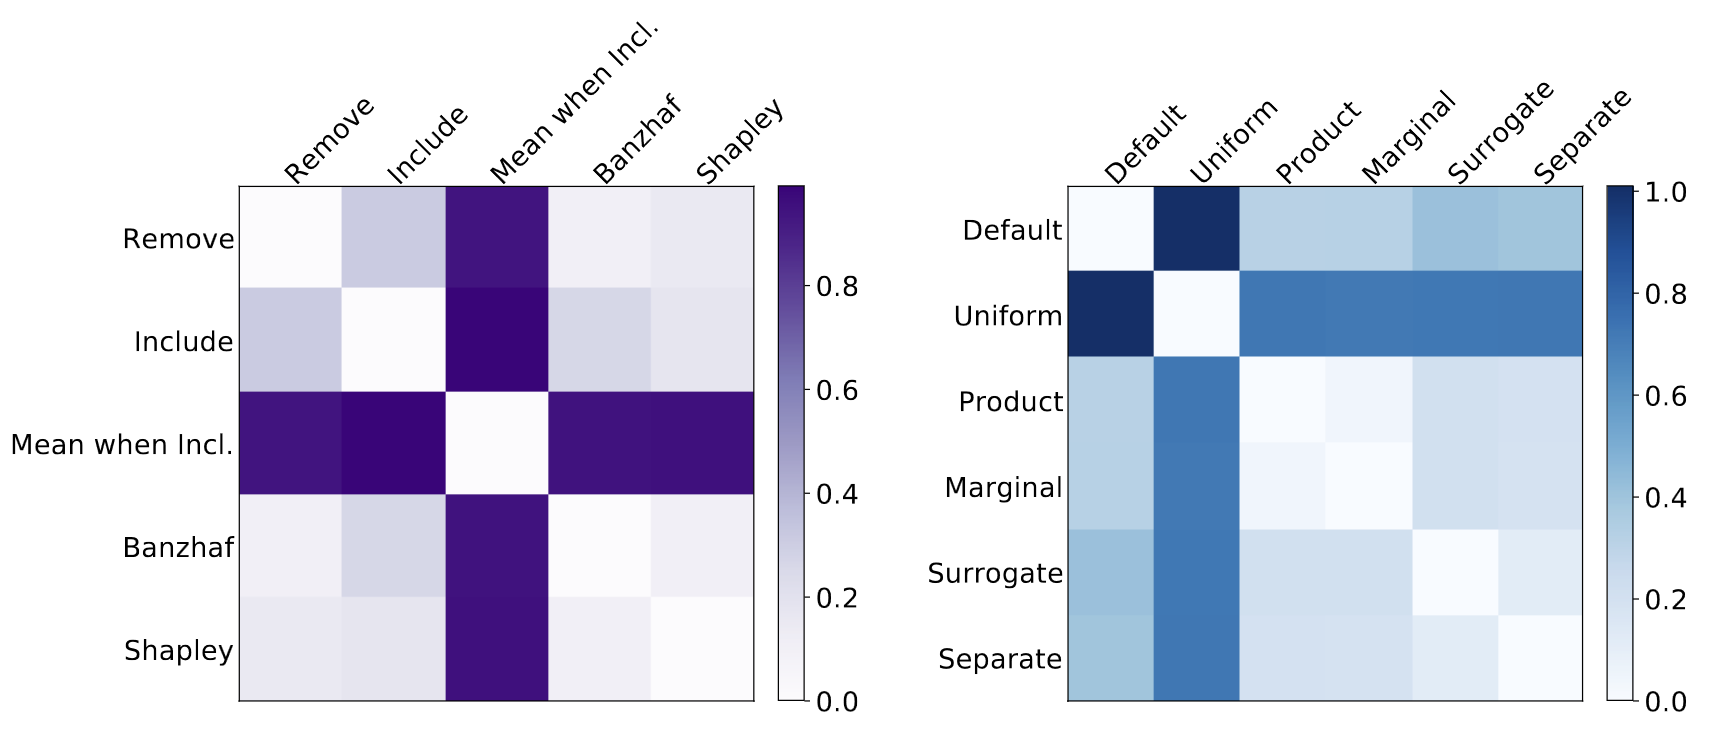 Remove
Include
Mean when Incl.
Banzhaf
Shapley
Remove
Include
Mean when Incl.
Banzhaf
Shapley
0.8
0.6
0.4
0.2
0.0
Default
Uniform
Product
Marginal
Surrogate
Separate
Default
Uniform
Product
Marginal
Surrogate
Separate
1.0
0.8
0.6
0.4
0.2
0.0